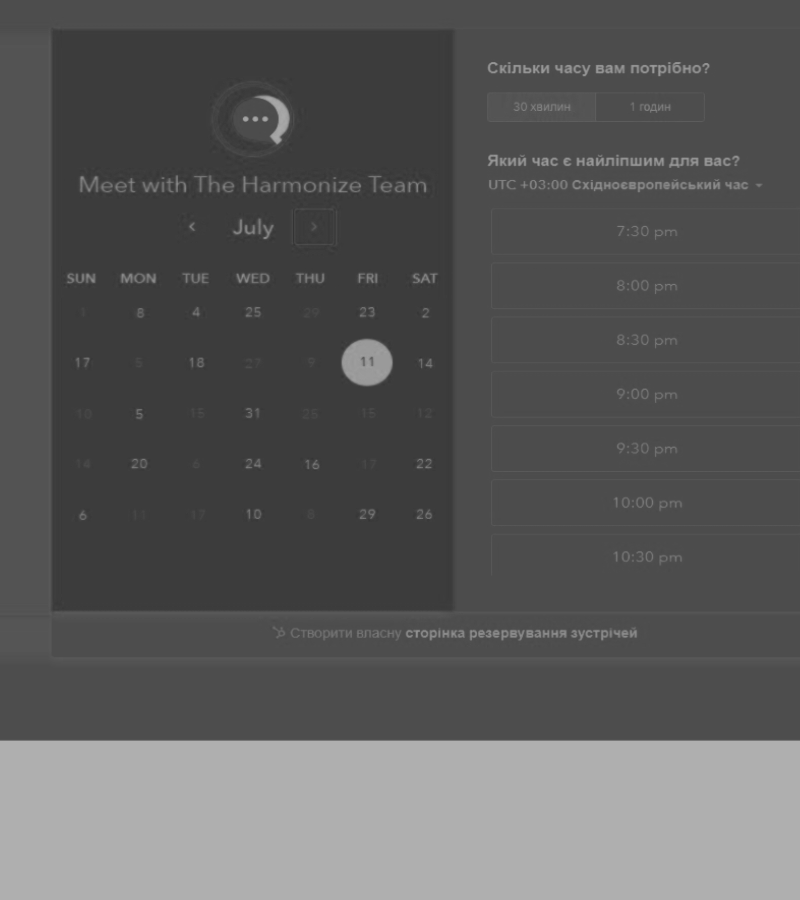 Meet with The Harmonize Team
July
SUN MON TUE WED THU FRI SAT
1 8 4 25 29 23 2
17 5 18 27 9 11 14
10 5 15 31 25 15 12
14 20 6 24 16 17 22
6 11 17 10 8 29 26
Скільки часу вам потрібно?
30 хвилин 1 годин
Який час є найліпшим для вас?
UTC +03:00 Східноєвропейський час
7:30 pm
8:00 pm
8:30 pm
9:00 pm
9:30 pm
10:00 pm
10:30 pm
Створити власну сторінка резервування зустрічей